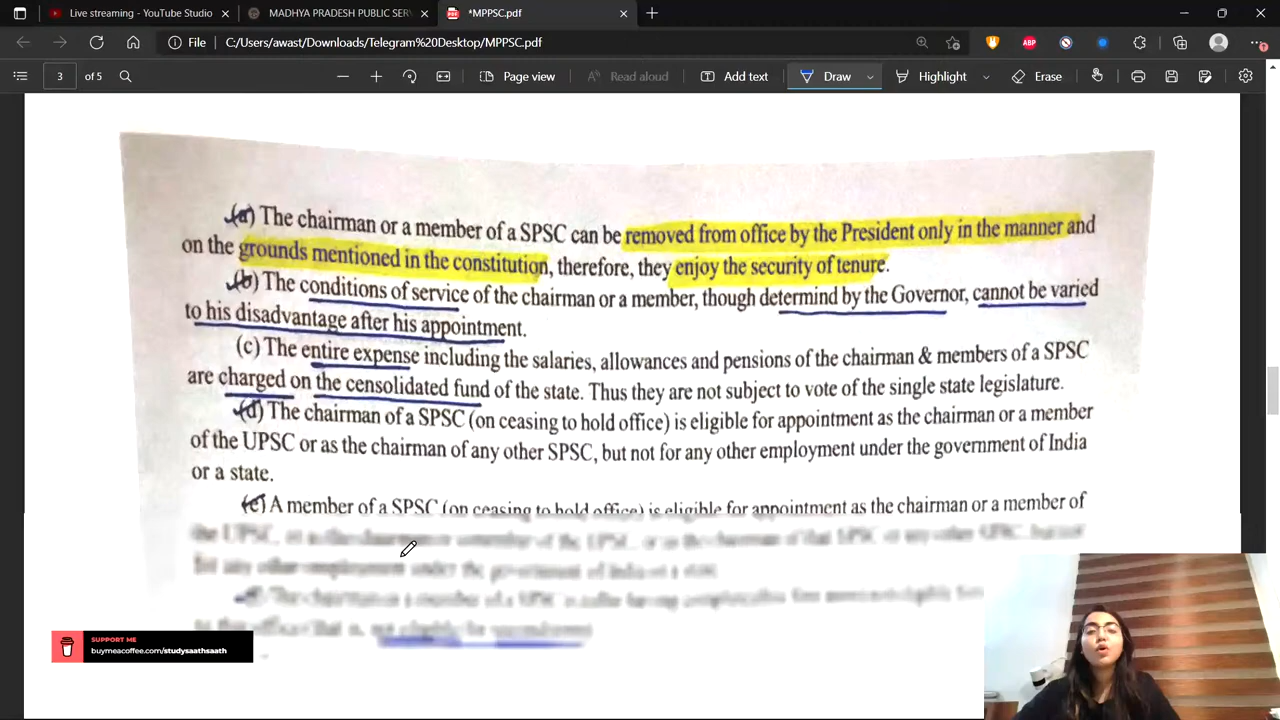 Live streaming - YouTube Studio
MADHYA PRADESH PUBLIC SER
*MPPSC.pdf
File C:/Users/awast/Downloads/Telegram%20Desktop/MPPSC.pdf
ABP
3 of 5
Page view
Read aloud
Add text
Draw
Highlight
Erase
(a) The chairman or a member of a SPSC can be removed from office by the President only in the manner and
on the grounds mentioned in the constitution, therefore, they enjoy the security of tenure.
(b) The conditions of service of the chairman or a member, though determind by the Governor, cannot be varied
to his disadvantage after his appointment.
(c) The entire expense including the salaries, allowances and pensions of the chairman & members of a SPSC
are charged on the censolidated fund of the state. Thus they are not subject to vote of the single state legislature.
(d) The chairman of a SPSC (on ceasing to hold office) is eligible for appointment as the chairman or a member
of the UPSC or as the chairman of any other SPSC, but not for any other employment under the government of India
or a state.
(e) A member of a SPSC (on ceasing to hold office) is eligible for appointment as the chairman or a member of
SUPPORT ME
buymeacoffee.com/studysaathsaath